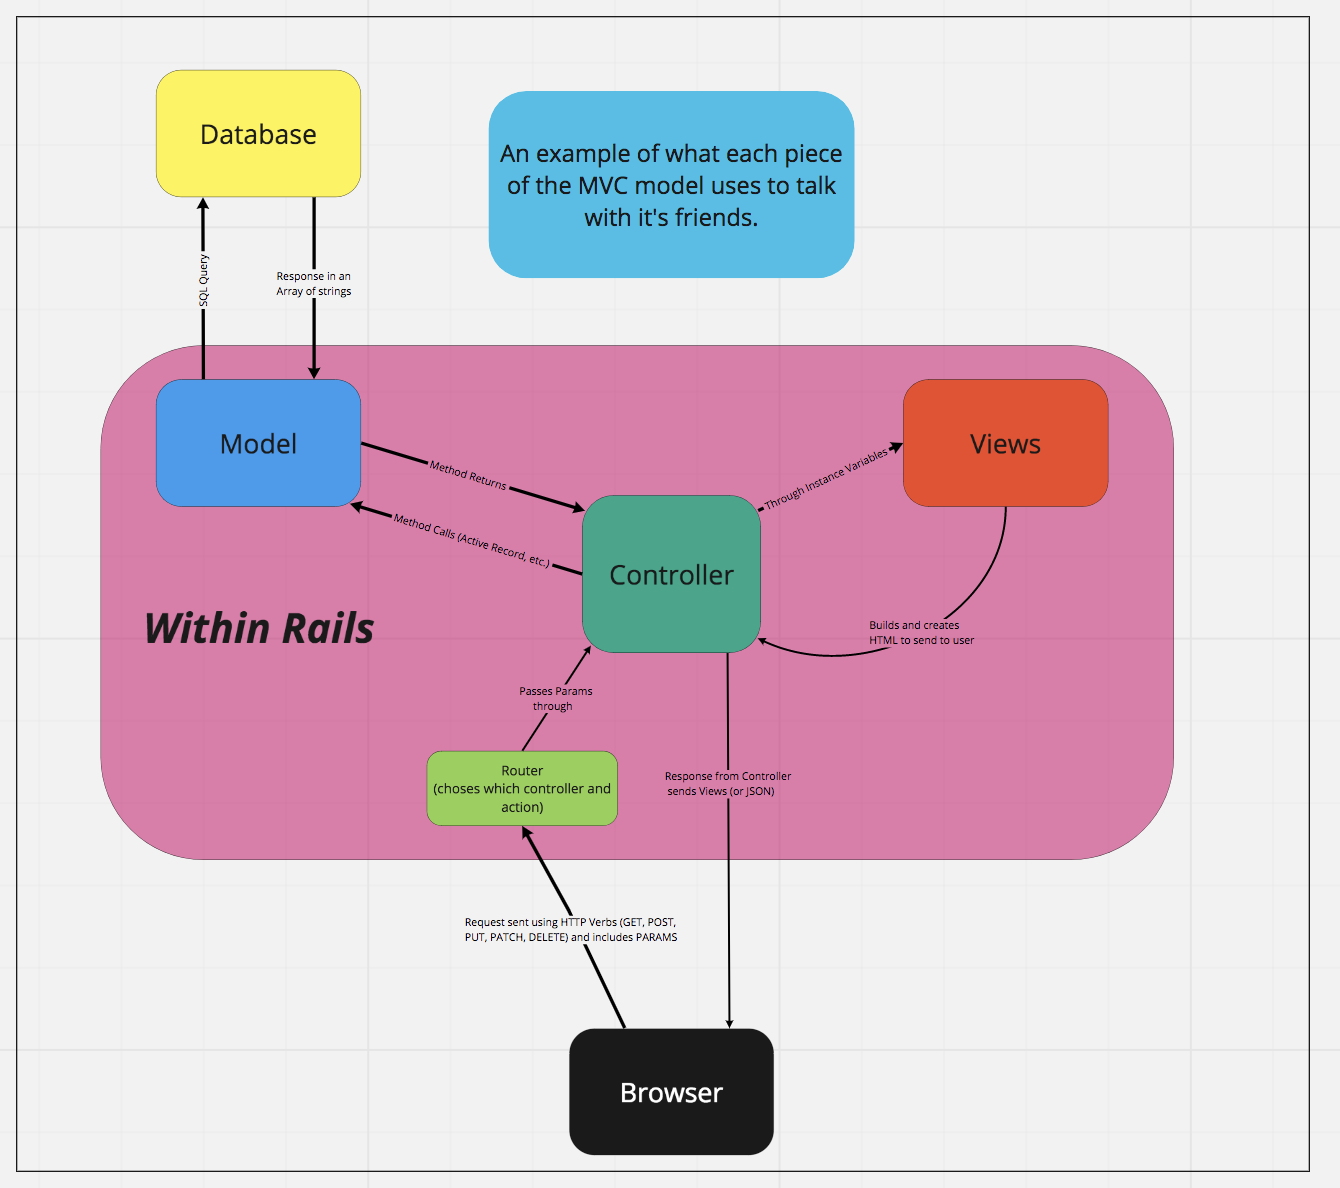 Database
An example of what each piece
of the MVC model uses to talk
with it's friends.
SQL Query
Response in an
Array of strings
Model
Views
Method Returns
Through Instance Variables
Method Calls (Active Record, etc.)
Controller
Within Rails
Builds and creates
HTML to send to user
Passes Params
through
Router
(choses which controller and
action)
Response from Controller
sends Views (or JSON)
Request sent using HTTP Verbs (GET, POST,
PUT, PATCH, DELETE) and includes PARAMS
Browser